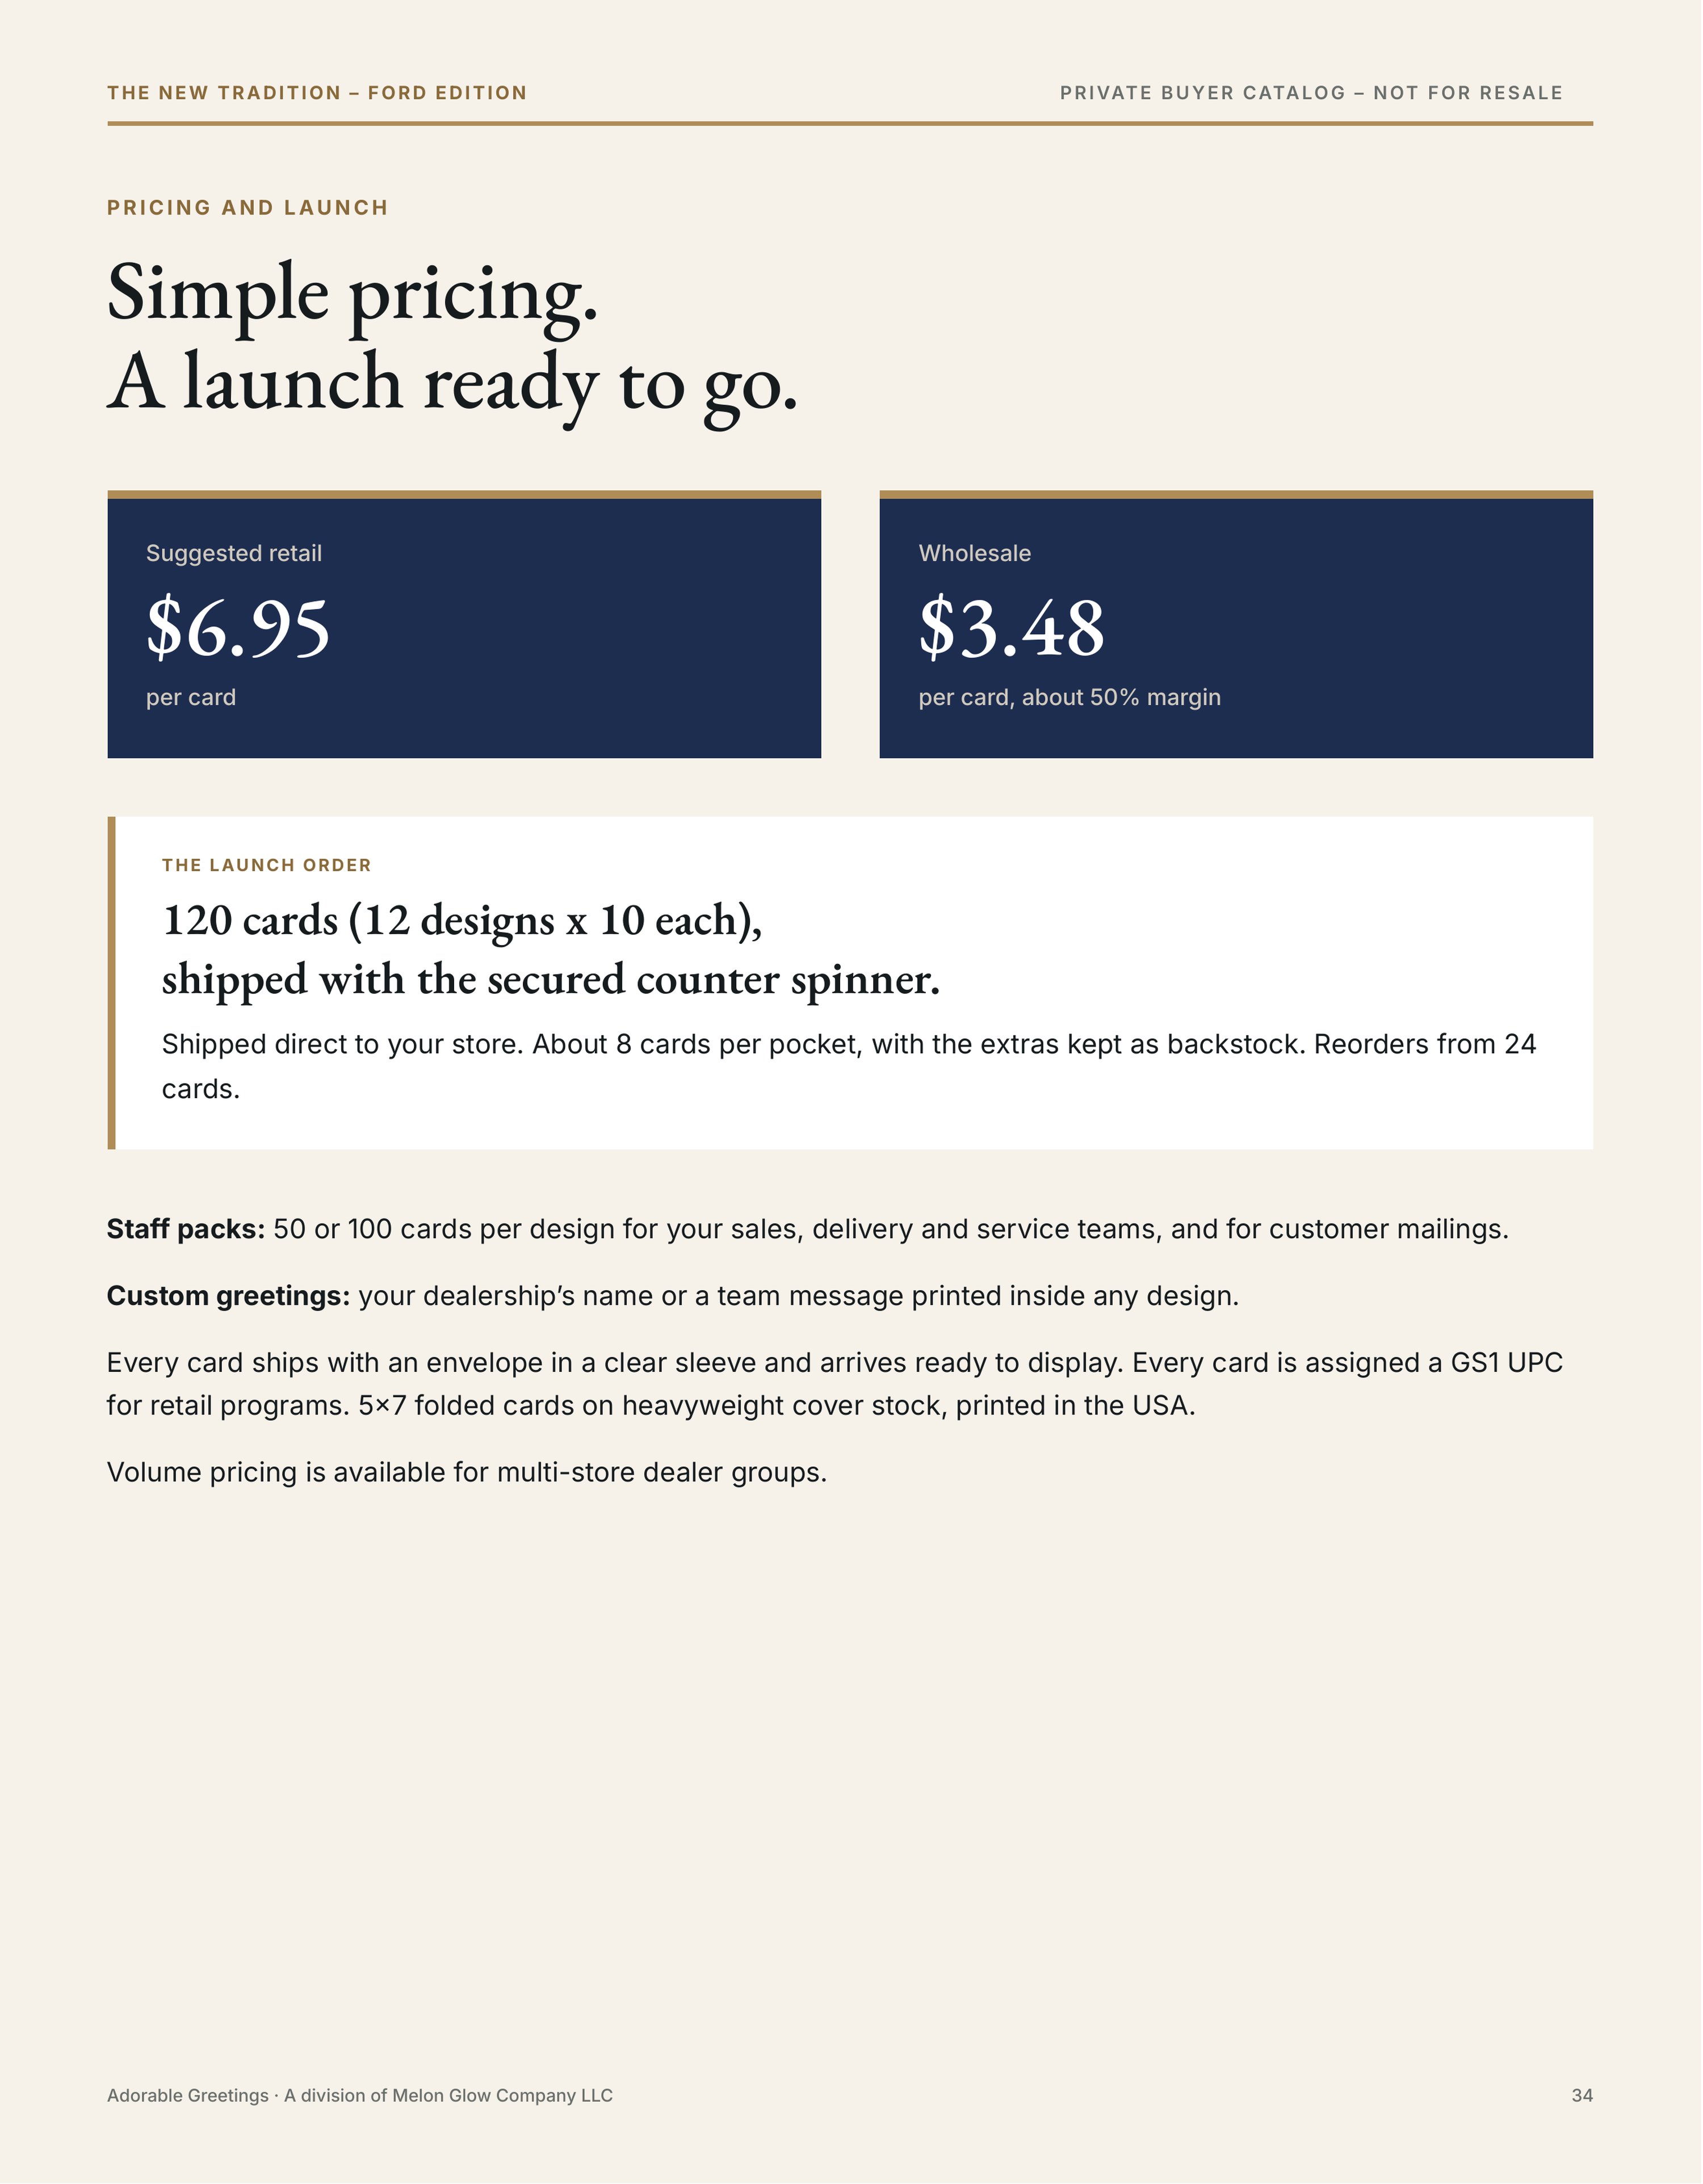 THE NEW TRADITION – FORD EDITION
PRIVATE BUYER CATALOG – NOT FOR RESALE
PRICING AND LAUNCH
Simple pricing.
A launch ready to go.
Suggested retail
$6.95
per card
Wholesale
$3.48
per card, about 50% margin
THE LAUNCH ORDER
120 cards (12 designs x 10 each),
shipped with the secured counter spinner.
Shipped direct to your store. About 8 cards per pocket, with the extras kept as backstock. Reorders from 24
cards.
Staff packs: 50 or 100 cards per design for your sales, delivery and service teams, and for customer mailings.
Custom greetings: your dealership’s name or a team message printed inside any design.
Every card ships with an envelope in a clear sleeve and arrives ready to display. Every card is assigned a GS1 UPC
for retail programs. 5×7 folded cards on heavyweight cover stock, printed in the USA.
Volume pricing is available for multi-store dealer groups.
Adorable Greetings · A division of Melon Glow Company LLC
34